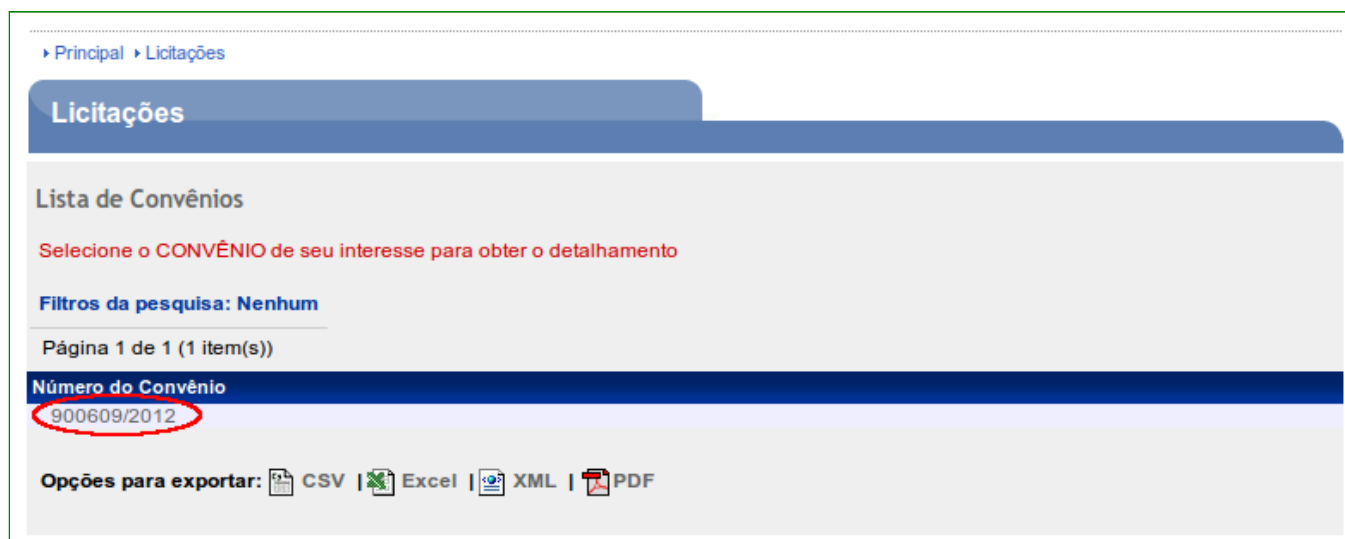 Principal Licitações
Licitações
Lista de Convênios
Selecione o CONVÊNIO de seu interesse para obter o detalhamento
Filtros da pesquisa: Nenhum
Página 1 de 1 (1 item(s))
Número do Convênio
900609/2012
Opções para exportar: CSV | Excel | XML | PDF